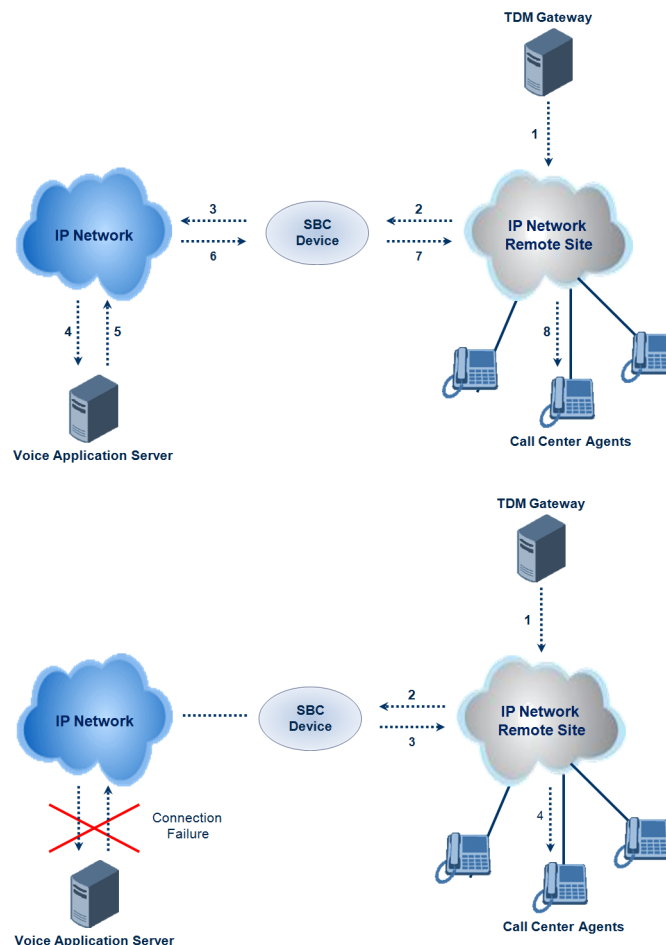 TDM Gateway
1
3
2
IP Network
SBC
Device
IP Network
Remote Site
6
7
4
5
8
Voice Application Server
Call Center Agents
TDM Gateway
1
2
IP Network
SBC
Device
IP Network
Remote Site
3
Connection
Failure
4
Call Center Agents
Voice Application Server